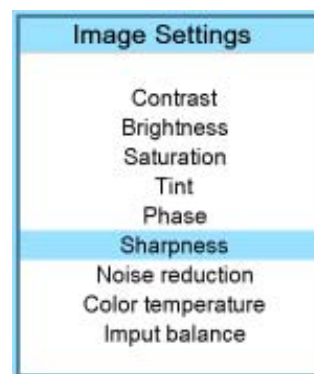 Image Settings
Contrast
Brightness
Saturation
Tint
Phase
Sharpness
Noise reduction
Color temperature
Imput balance